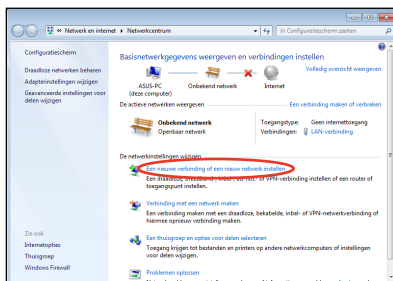 Netwerk en internet ▸ Netwerkcentrum
In Configuratiescherm zoeken
Configuratiescherm
Draadloze netwerken beheren
Adapterinstellingen wijzigen
Geavanceerde instellingen voor
delen wijzigen
Zie ook
Internetopties
Thuisgroep
Windows Firewall
Basisnetwerkgegevens weergeven en verbindingen instellen
Volledig overzicht weergeven
ASUS-PC
(deze computer)
Onbekend netwerk
Internet
De actieve netwerken weergeven
Een verbinding maken of verbreken
Onbekend netwerk
Openbaar netwerk
Toegangstype: Geen internettoegang
Verbindingen: LAN-verbinding
De netwerkinstellingen wijzigen
Een nieuwe verbinding of een nieuw netwerk instellen
Een draadloze, breedband-, inbel-, ad-hoc- of VPN-verbinding instellen of een router of
toegangspunt instellen.
Verbinding met een netwerk maken
Een verbinding maken met een draadloze, bekabelde, inbel- of VPN-netwerkverbinding of
hiermee opnieuw verbinding maken.
Een thuisgroep en opties voor delen selecteren
Toegang krijgen tot bestanden en printers op andere netwerkcomputers of instellingen
voor delen wijzigen.
Problemen oplossen